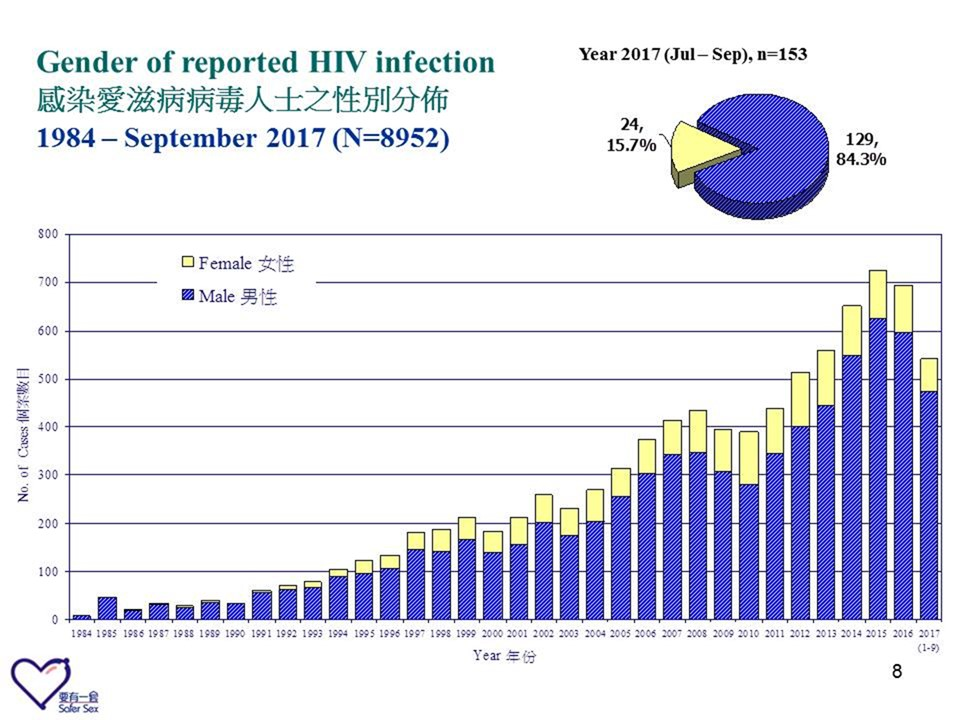 Gender of reported HIV infection
感染愛滋病病毒人士之性別分佈
1984 – September 2017 (N=8952)
Year 2017 (Jul – Sep), n=153
24,
15.7%
129,
84.3%
Female 女性
Male 男性
No. of Cases 個案數目
800
700
600
500
400
300
200
100
0
1984 1985 1986 1987 1988 1989 1990 1991 1992 1993 1994 1995 1996 1997 1998 1999 2000 2001 2002 2003 2004 2005 2006 2007 2008 2009 2010 2011 2012 2013 2014 2015 2016 2017
(1-9)
Year 年份
要有一套
Safer Sex
8